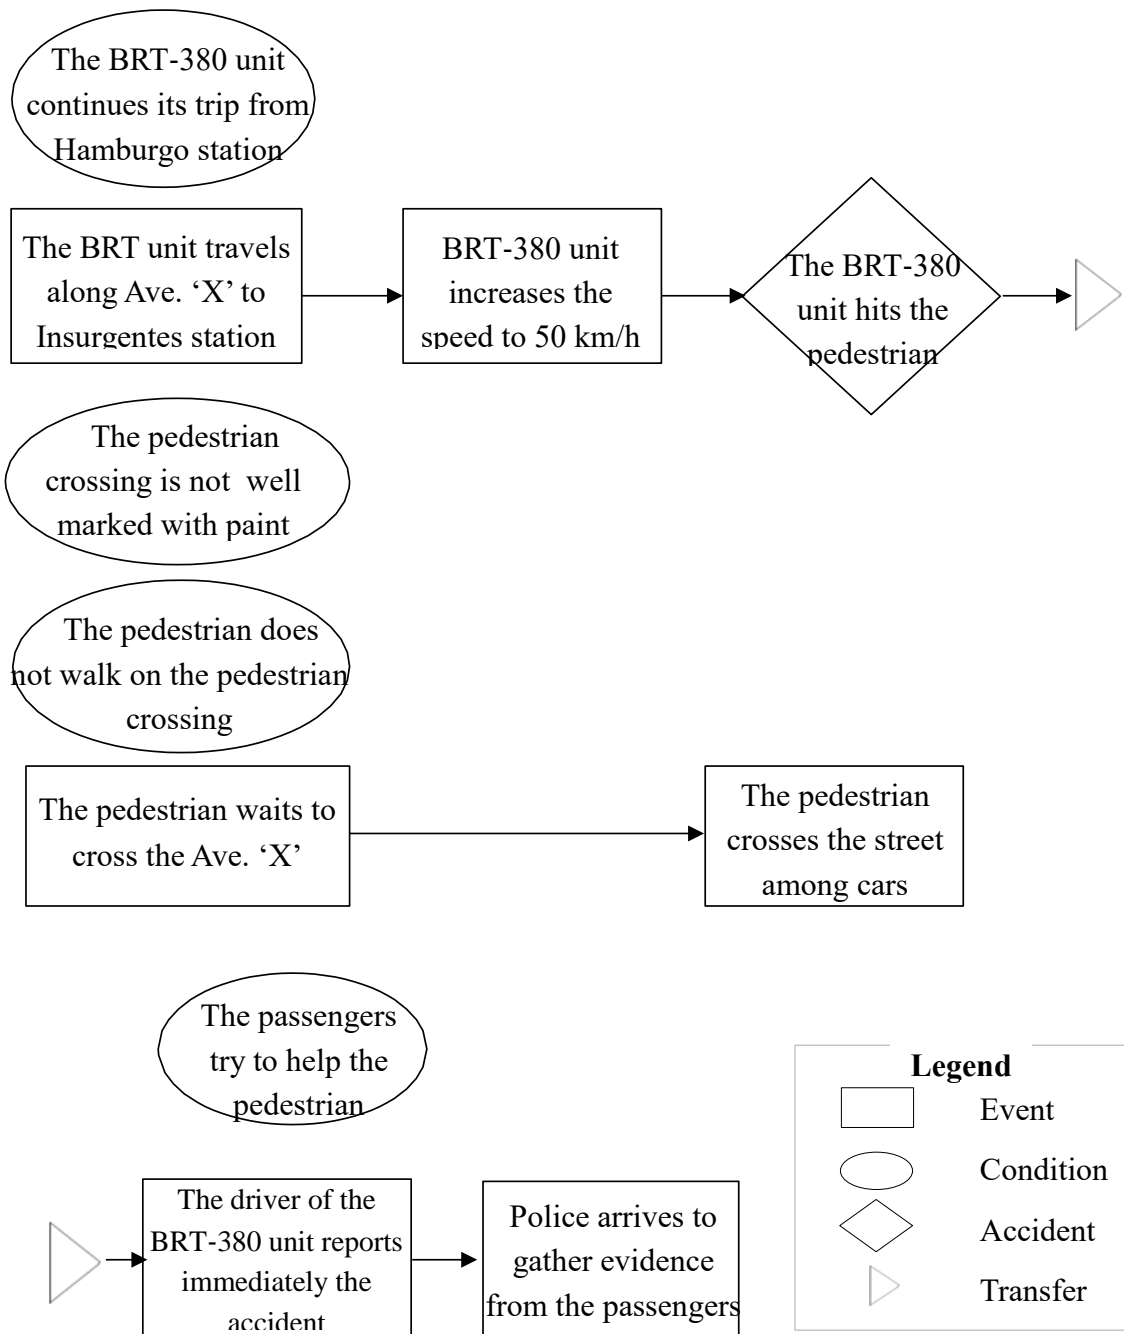 The BRT-380 unit
continues its trip from
Hamburgo station
The BRT unit travels
along Ave. ‘X’ to
Insurgentes station
BRT-380 unit
increases the
speed to 50 km/h
The BRT-380
unit hits the
pedestrian
The pedestrian
crossing is not well
marked with paint
The pedestrian does
not walk on the pedestrian
crossing
The pedestrian waits to
cross the Ave. ‘X’
The pedestrian
crosses the street
among cars
The passengers
try to help the
pedestrian
The driver of the
BRT-380 unit reports
immediately the
accident
Police arrives to
gather evidence
from the passengers
Legend
Event
Condition
Accident
Transfer